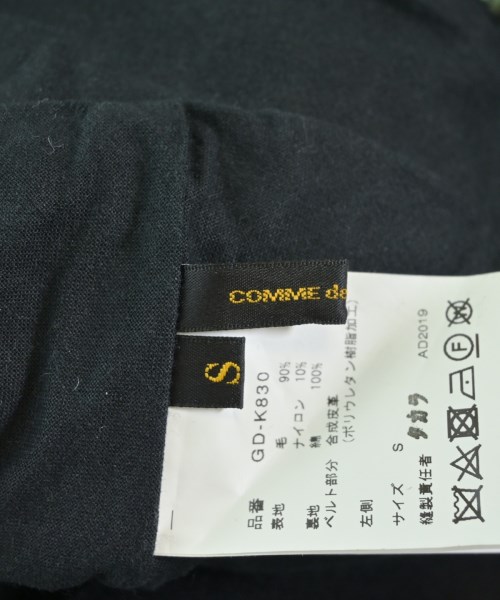 COMME de
S
品番 GD-K830
表地 毛 90%
ナイロン 10%
裏地 綿 100%
ベルト部分 合成皮革
(ポリウレタン樹脂加工)
左側
サイズ S
縫製責任者 タカラ
AD2019